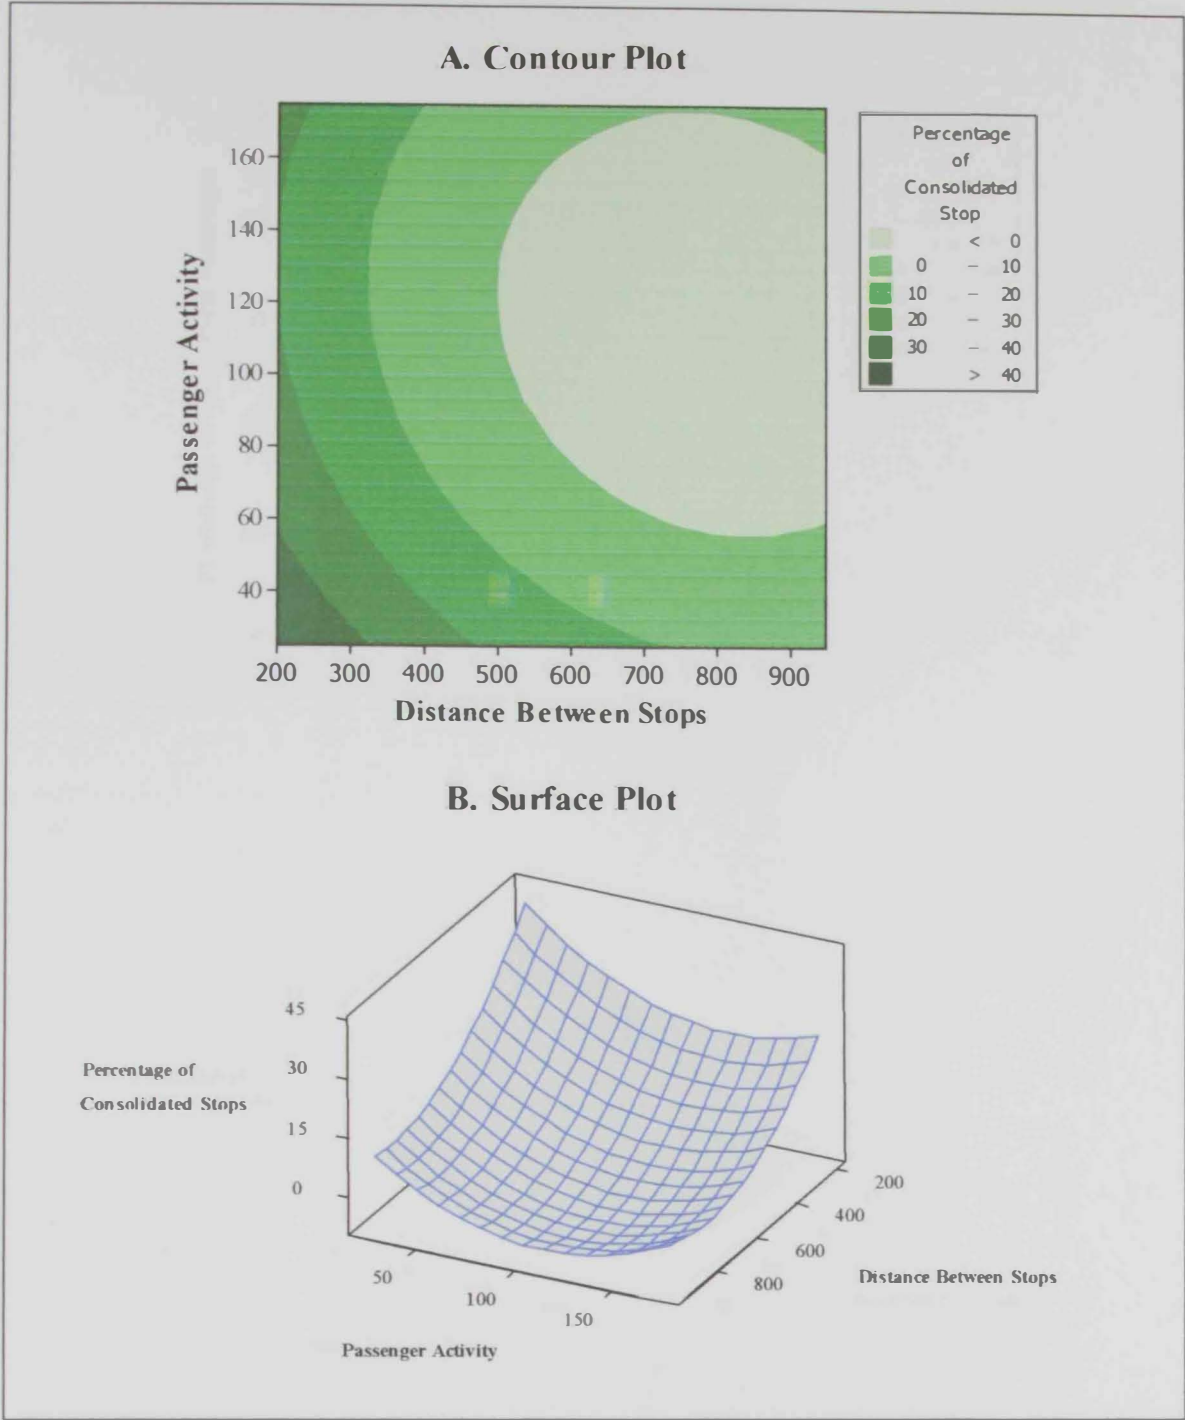 A. Contour Plot
Percentage
of
Consolidated
Stop
< 0
0 – 10
10 – 20
20 – 30
30 – 40
> 40
Passenger Activity
160
140
120
100
80
60
40
200 300 400 500 600 700 800 900
Distance Between Stops
B. Surface Plot
45
30
15
0
Percentage of
Consolidated Stops
50
100
150
Passenger Activity
200
400
600
800
Distance Between Stops